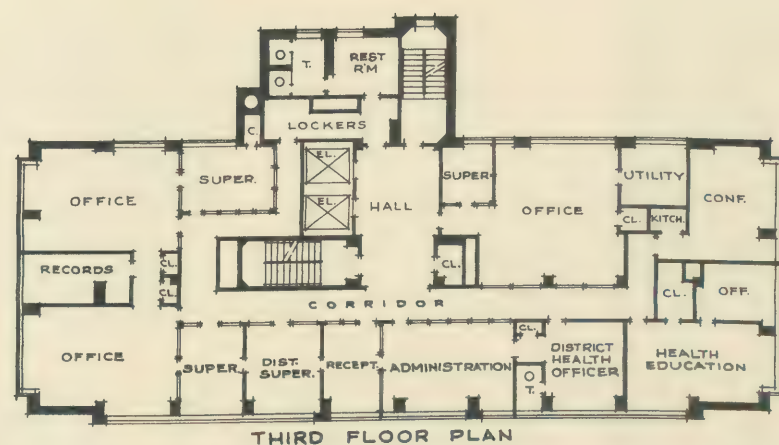 T.
REST
R'M
C.
LOCKERS
EL.
EL.
SUPER.
OFFICE
HALL
SUPER
OFFICE
UTILITY
CONF.
CL.
KITCH.
RECORDS
CL.
CL.
CL.
CL.
OFF.
CORRIDOR
OFFICE
SUPER.
DIST.
SUPER.
RECEPT.
ADMINISTRATION
CL.
T.
DISTRICT
HEALTH
OFFICER
HEALTH
EDUCATION
THIRD FLOOR PLAN